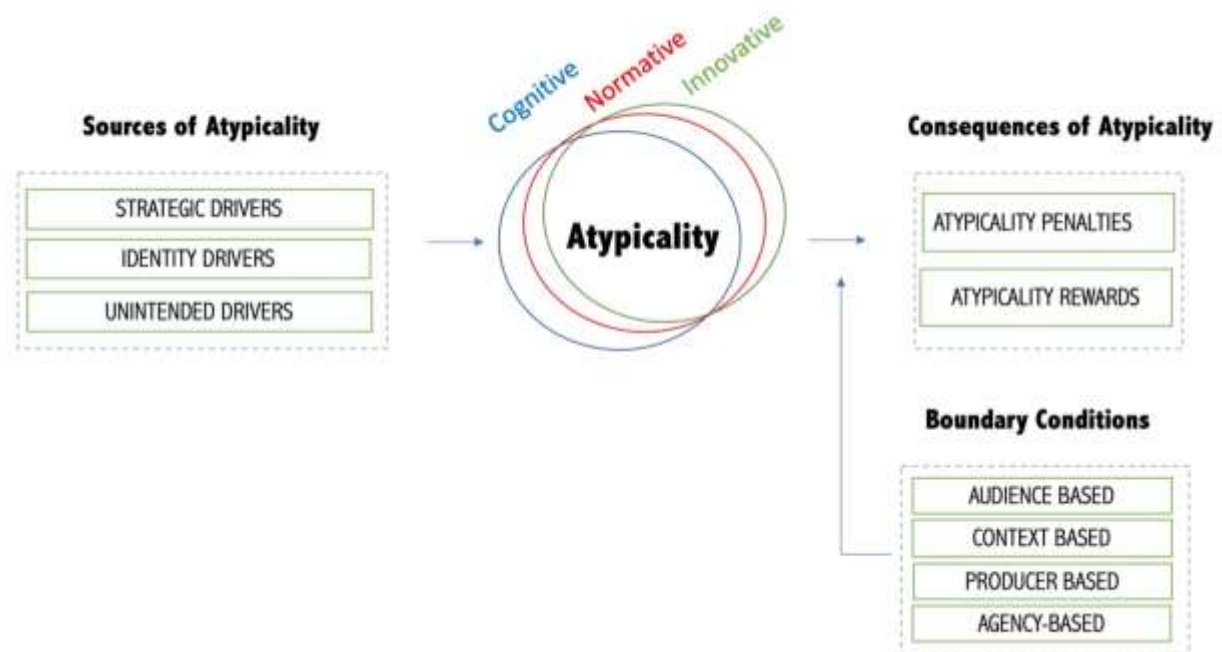 Cognitive
Normative
Innovative
Sources of Atypicality
STRATEGIC DRIVERS
IDENTITY DRIVERS
UNINTENDED DRIVERS
Atypicality
Consequences of Atypicality
ATYPICALITY PENALTIES
ATYPICALITY REWARDS
Boundary Conditions
AUDIENCE BASED
CONTEXT BASED
PRODUCER BASED
AGENCY-BASED